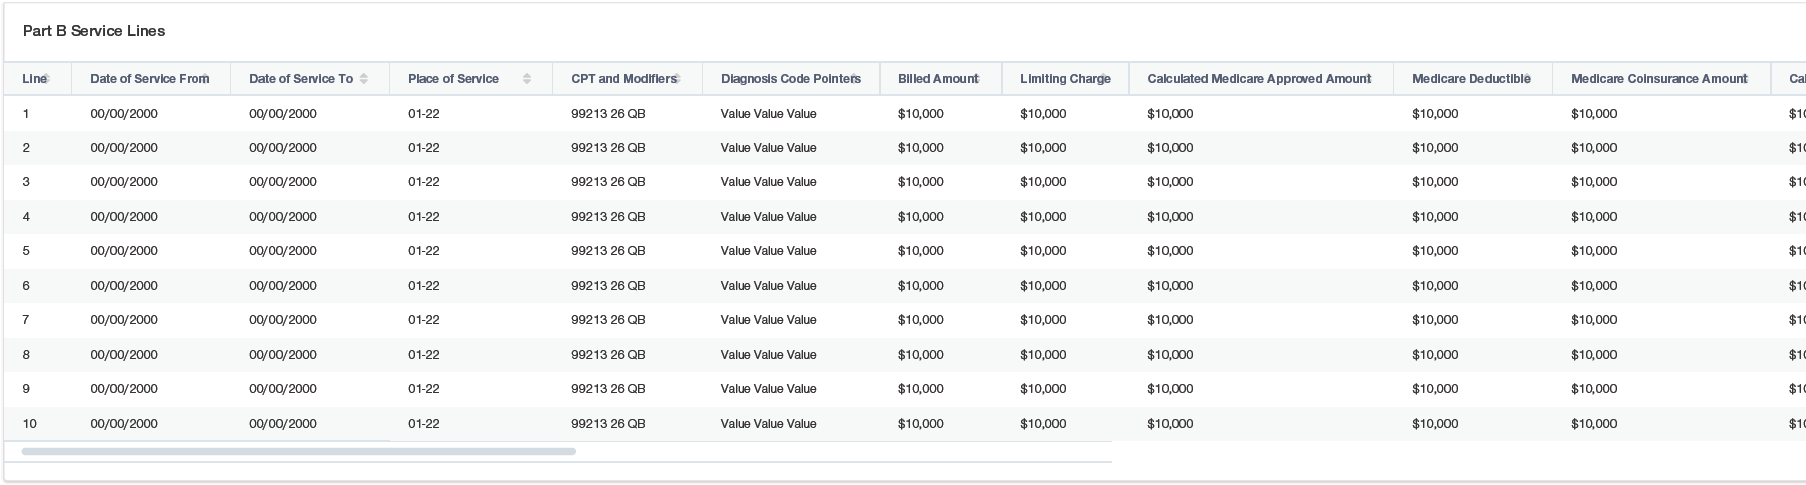 Part B Service Lines
Line Date of Service From Date of Service To Place of Service CPT and Modifiers Diagnosis Code Pointers Billed Amount Limiting Charge Calculated Medicare Approved Amount Medicare Deductible Medicare Coinsurance Amount Cal
1 00/00/2000 00/00/2000 01-22 99213 26 QB Value Value Value $10,000 $10,000 $10,000 $10,000 $10,000 $10
2 00/00/2000 00/00/2000 01-22 99213 26 QB Value Value Value $10,000 $10,000 $10,000 $10,000 $10,000 $10
3 00/00/2000 00/00/2000 01-22 99213 26 QB Value Value Value $10,000 $10,000 $10,000 $10,000 $10,000 $10
4 00/00/2000 00/00/2000 01-22 99213 26 QB Value Value Value $10,000 $10,000 $10,000 $10,000 $10,000 $10
5 00/00/2000 00/00/2000 01-22 99213 26 QB Value Value Value $10,000 $10,000 $10,000 $10,000 $10,000 $10
6 00/00/2000 00/00/2000 01-22 99213 26 QB Value Value Value $10,000 $10,000 $10,000 $10,000 $10,000 $10
7 00/00/2000 00/00/2000 01-22 99213 26 QB Value Value Value $10,000 $10,000 $10,000 $10,000 $10,000 $10
8 00/00/2000 00/00/2000 01-22 99213 26 QB Value Value Value $10,000 $10,000 $10,000 $10,000 $10,000 $10
9 00/00/2000 00/00/2000 01-22 99213 26 QB Value Value Value $10,000 $10,000 $10,000 $10,000 $10,000 $10
10 00/00/2000 00/00/2000 01-22 99213 26 QB Value Value Value $10,000 $10,000 $10,000 $10,000 $10,000 $10